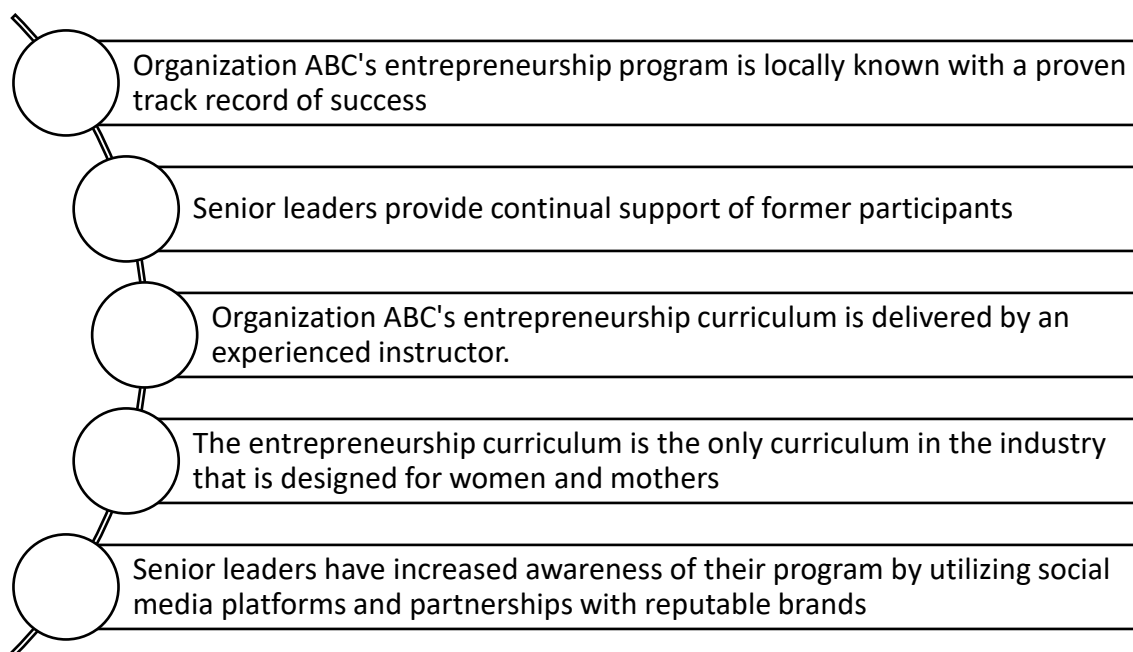 Organization ABC's entrepreneurship program is locally known with a proven
track record of success
Senior leaders provide continual support of former participants
Organization ABC's entrepreneurship curriculum is delivered by an
experienced instructor.
The entrepreneurship curriculum is the only curriculum in the industry
that is designed for women and mothers
Senior leaders have increased awareness of their program by utilizing social
media platforms and partnerships with reputable brands